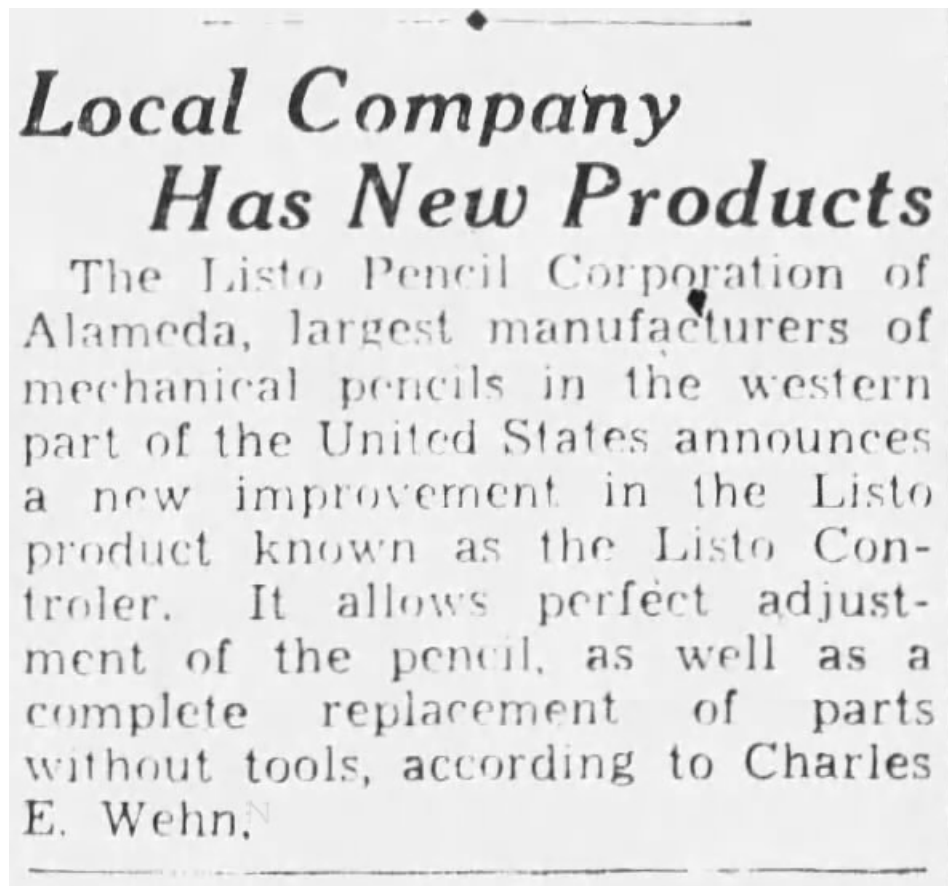 Local Company
Has New Products
The Listo Pencil Corporation of
Alameda, largest manufacturers of
mechanical pencils in the western
part of the United States announces
a new improvement in the Listo
product known as the Listo Con-
troler. It allows perfect adjust-
ment of the pencil, as well as a
complete replacement of parts
without tools, according to Charles
E. Wehn.